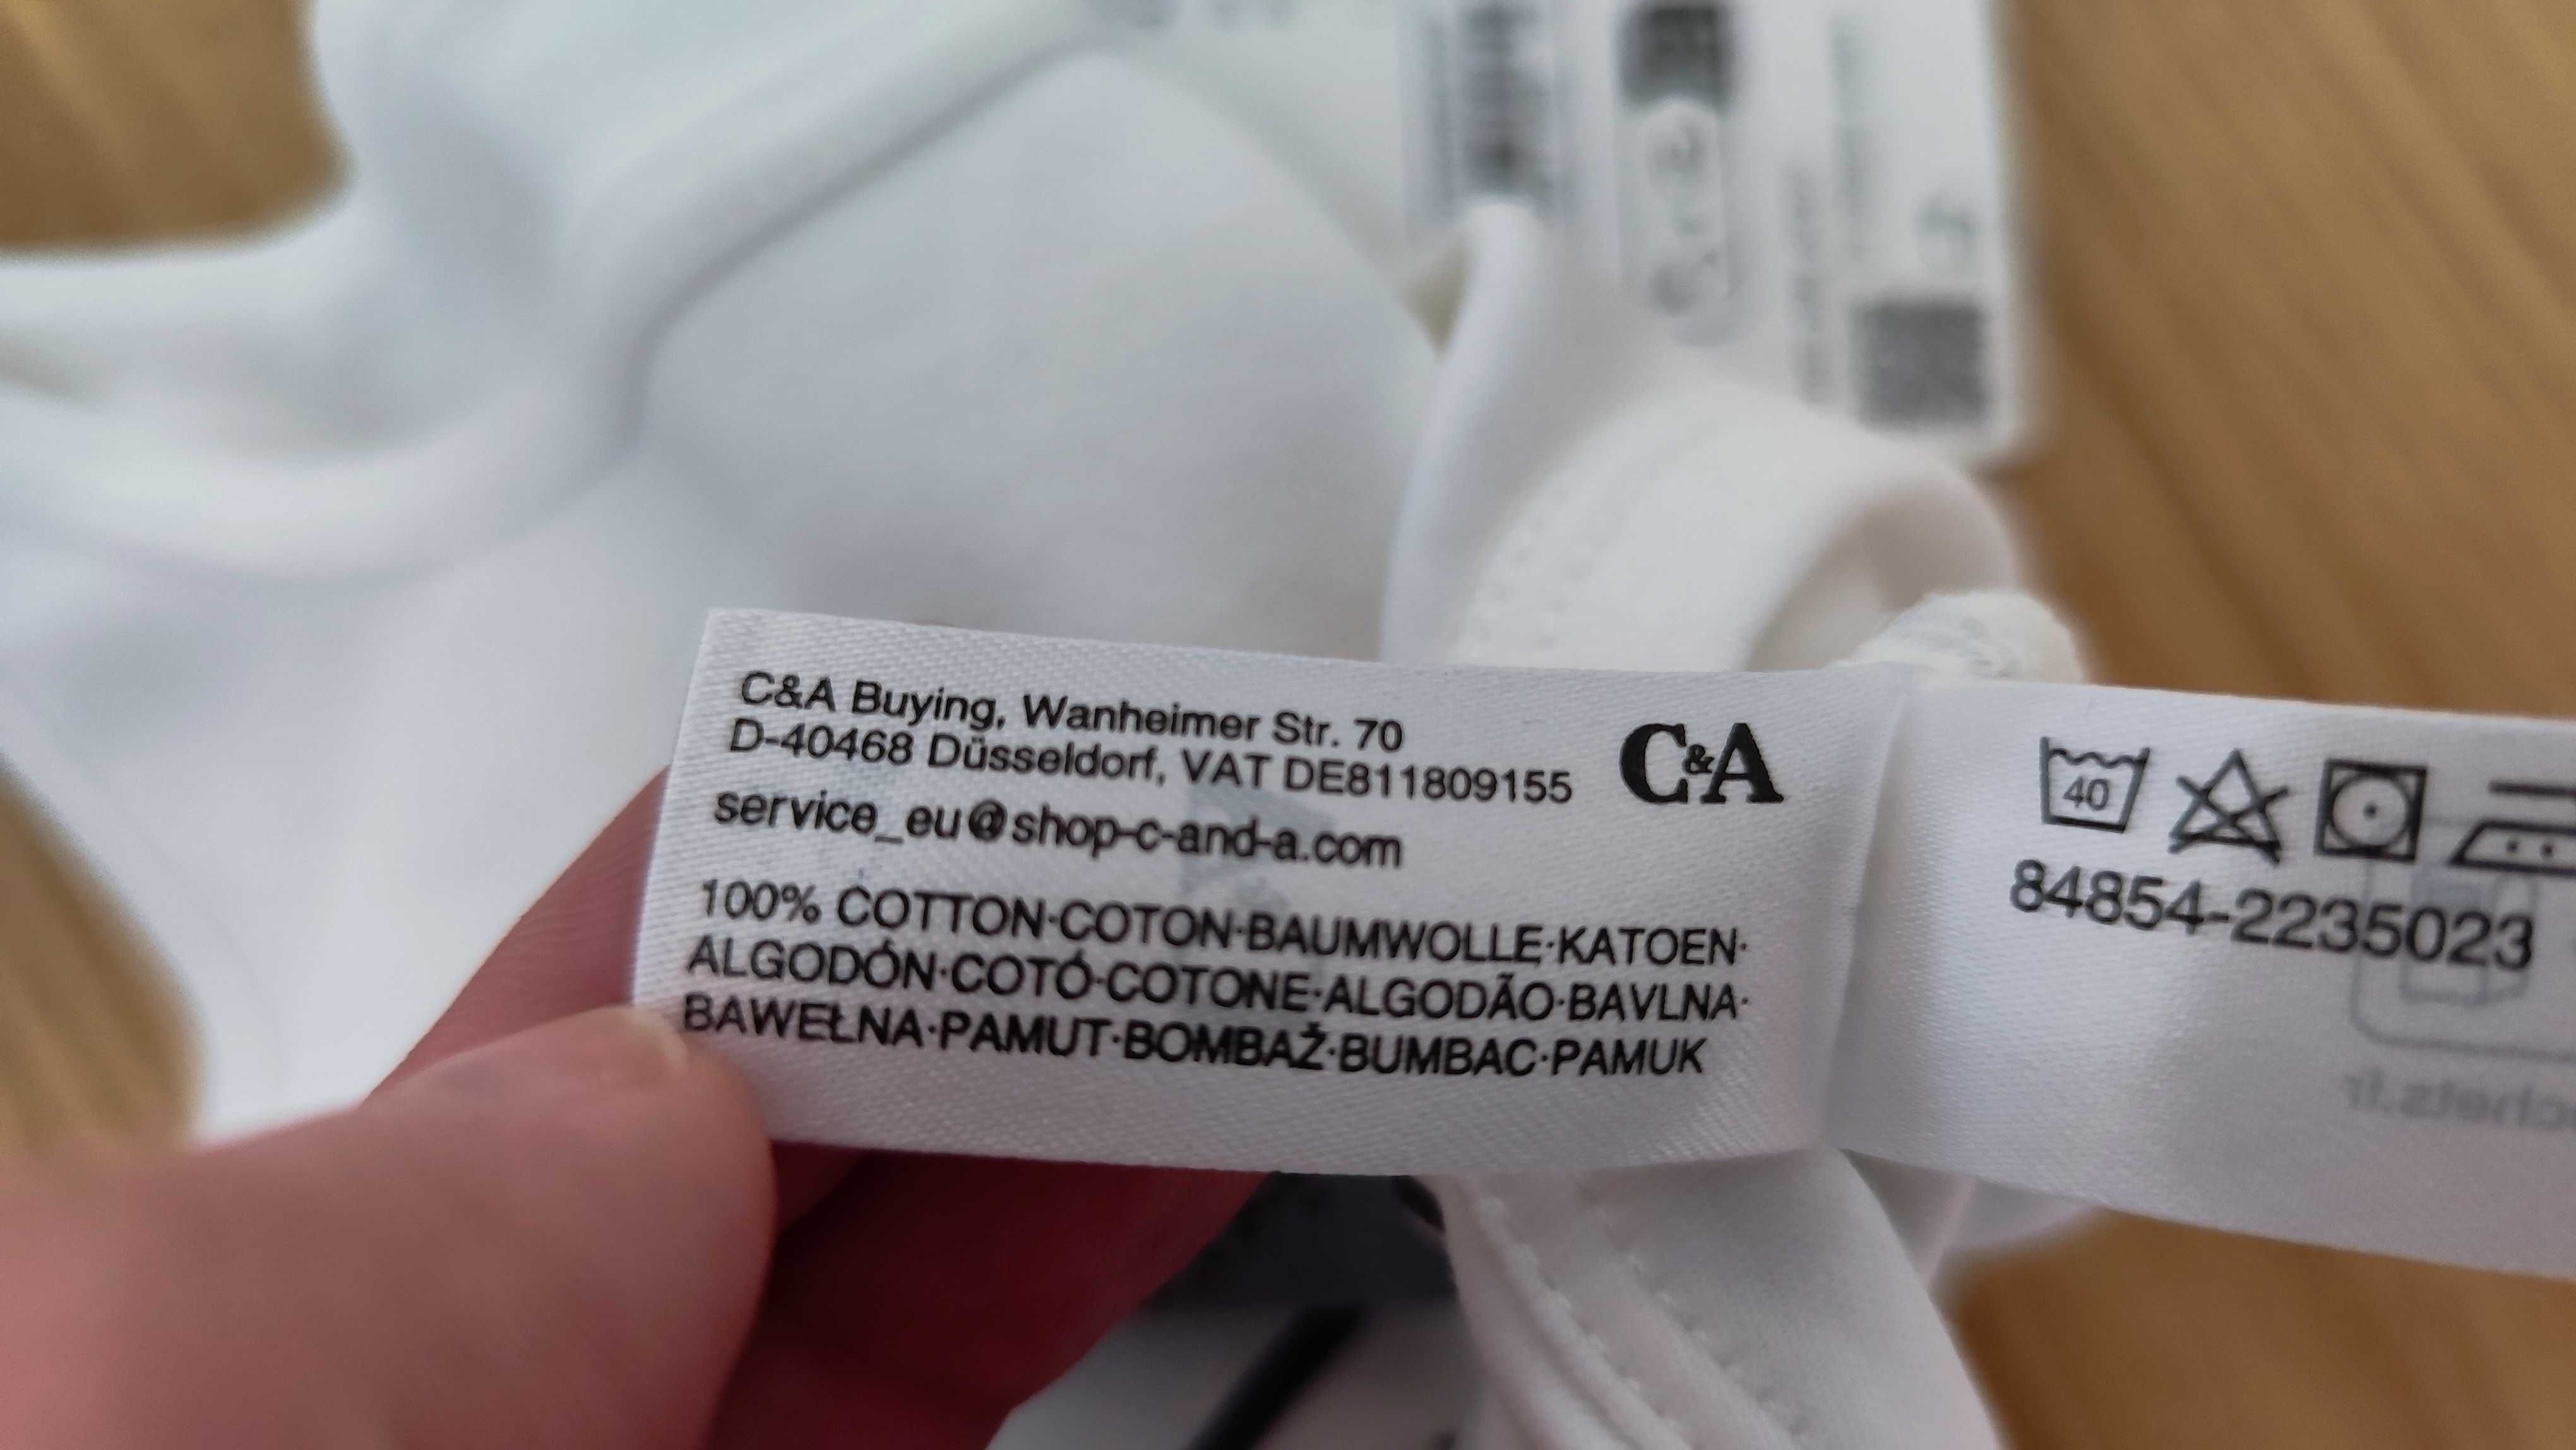 C&A Buying, Wanheimer Str. 70
D-40468 Düsseldorf, VAT DE811809155
C&A
service_eu@shop-c-and-a.com
100% COTTON·COTON·BAUMWOLLE·KATOEN·
ALGODÓN·COTÓ·COTONE·ALGODÃO·BAVLNA·
BAWEŁNA·PAMUT·BOMBAŽ·BUMBAC·PAMUK
40
84854-2235023